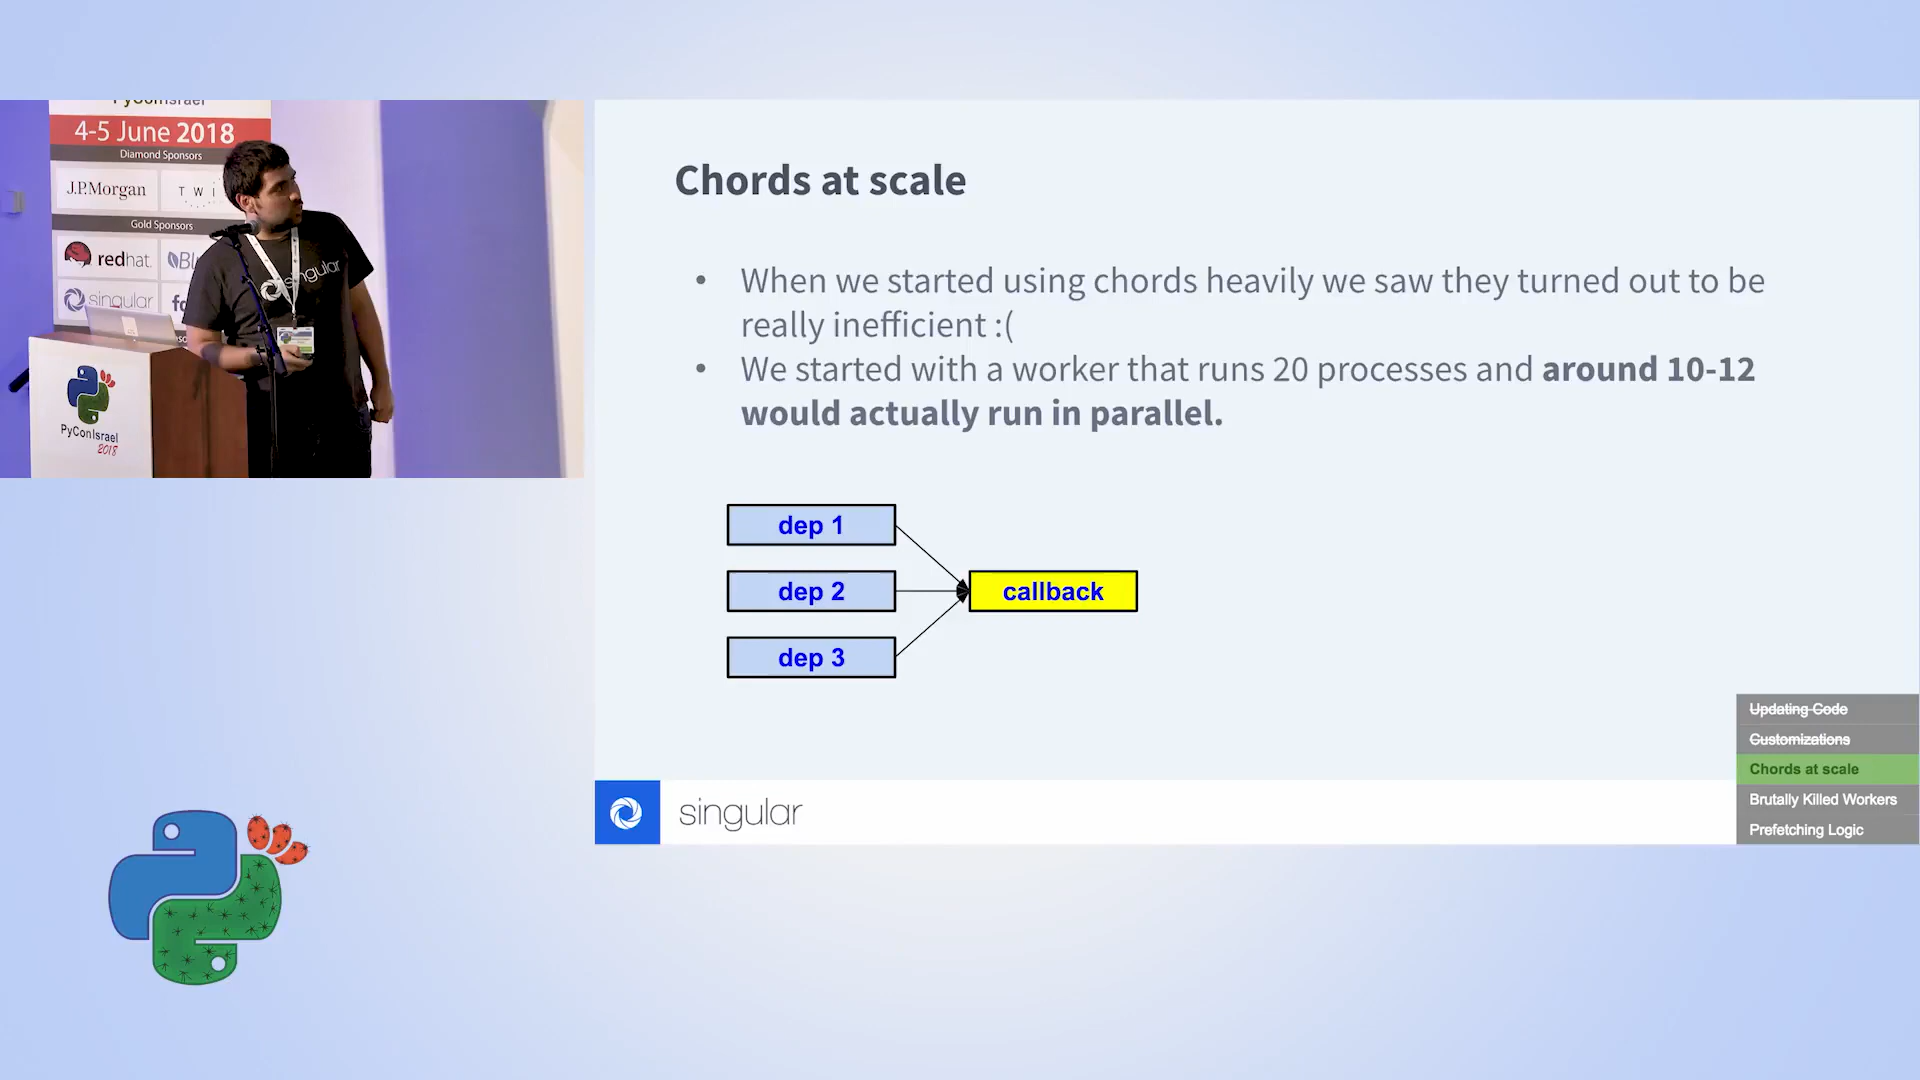 4-5 June 2018
Diamond Sponsors
J.P.Morgan
Gold Sponsors
redhat.
singular
singular
PyConIsrael
2018
Chords at scale
• When we started using chords heavily we saw they turned out to be
really inefficient :(
• We started with a worker that runs 20 processes and around 10-12
would actually run in parallel.
dep 1
dep 2
dep 3
callback
Updating Code
Customizations
Chords at scale
Brutally Killed Workers
Prefetching Logic
singular